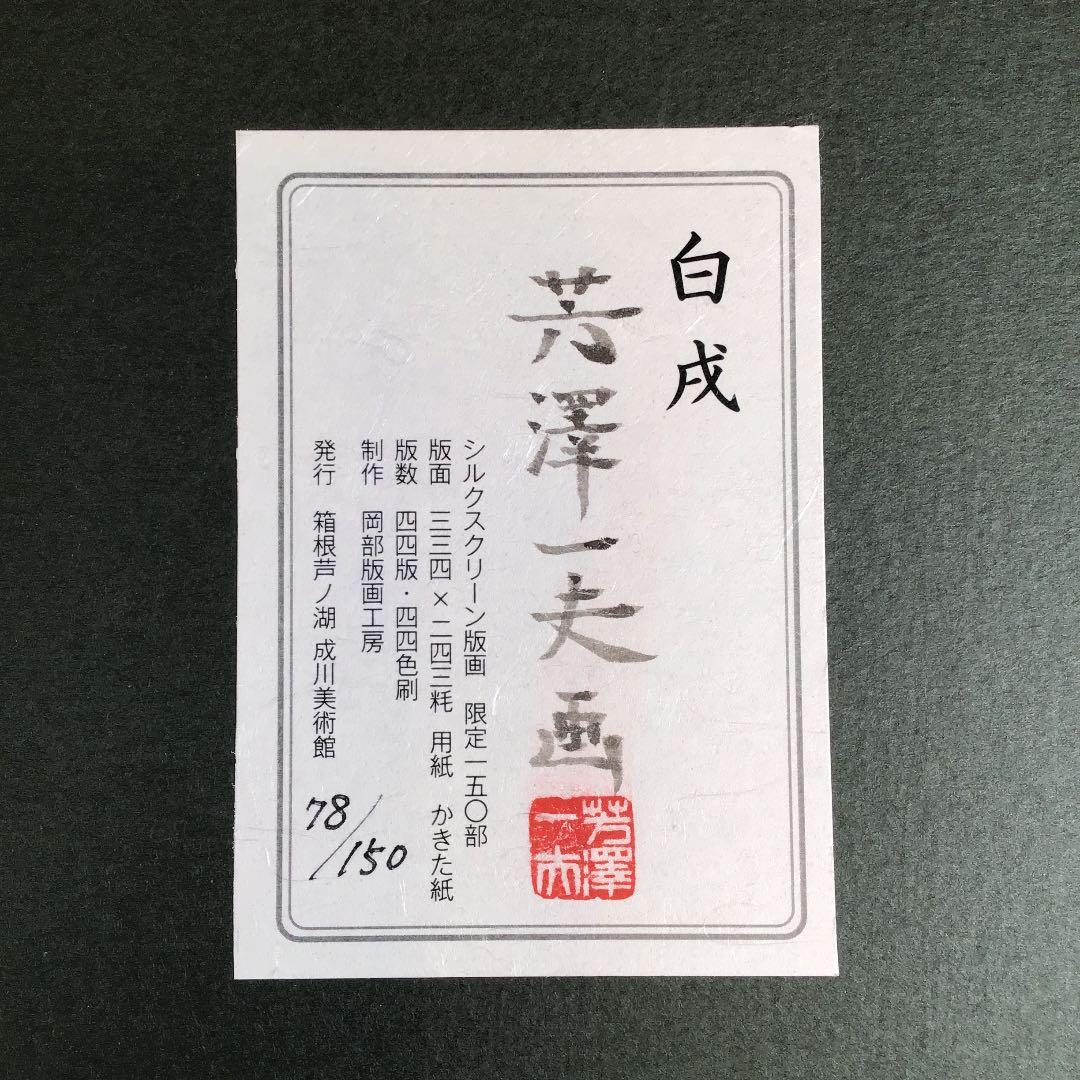 白戌
芳澤一夫画
芳澤一夫
シルクスクリーン版画　限定一五〇部
版面　三三四×二四三粍　用紙　かきた紙
版数　四四版・四四色刷
制作　岡部版画工房
発行　箱根芦ノ湖 成川美術館
78/150